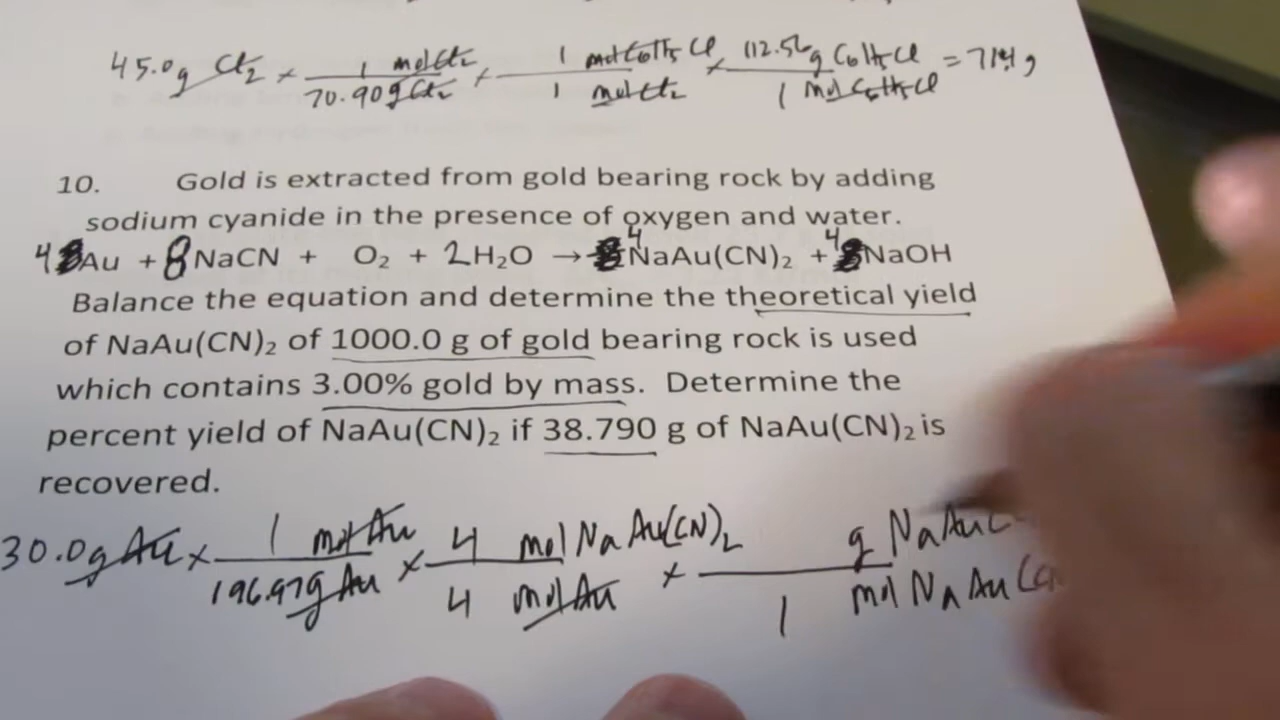 45.0g Cl₂ × 1 mol Cl₂ / 70.90g Cl₂ × 1 mol C₆H₅Cl / 1 mol Cl₂ × 112.56g C₆H₅Cl / 1 mol C₆H₅Cl = 71.4 g
10. Gold is extracted from gold bearing rock by adding
sodium cyanide in the presence of oxygen and water.
4Au + 8NaCN + O₂ + 2H₂O → 4NaAu(CN)₂ + 4NaOH
Balance the equation and determine the theoretical yield
of NaAu(CN)₂ of 1000.0 g of gold bearing rock is used
which contains 3.00% gold by mass. Determine the
percent yield of NaAu(CN)₂ if 38.790 g of NaAu(CN)₂ is
recovered.
30.0g Au × 1 mol Au / 196.97g Au × 4 mol NaAu(CN)₂ / 4 mol Au × g NaAu / 1 mol NaAu